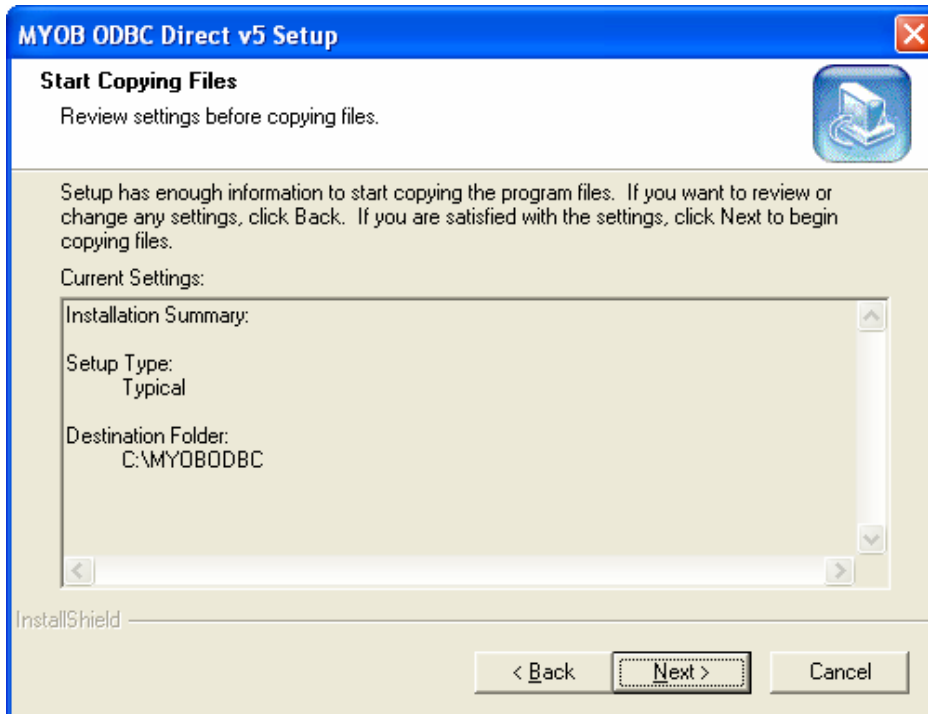 MYOB ODBC Direct v5 Setup
Start Copying Files
Review settings before copying files.
Setup has enough information to start copying the program files.  If you want to review or
change any settings, click Back.  If you are satisfied with the settings, click Next to begin
copying files.
Current Settings:
Installation Summary:
Setup Type:
Typical
Destination Folder:
C:\MYOBODBC
InstallShield
< Back
Next >
Cancel